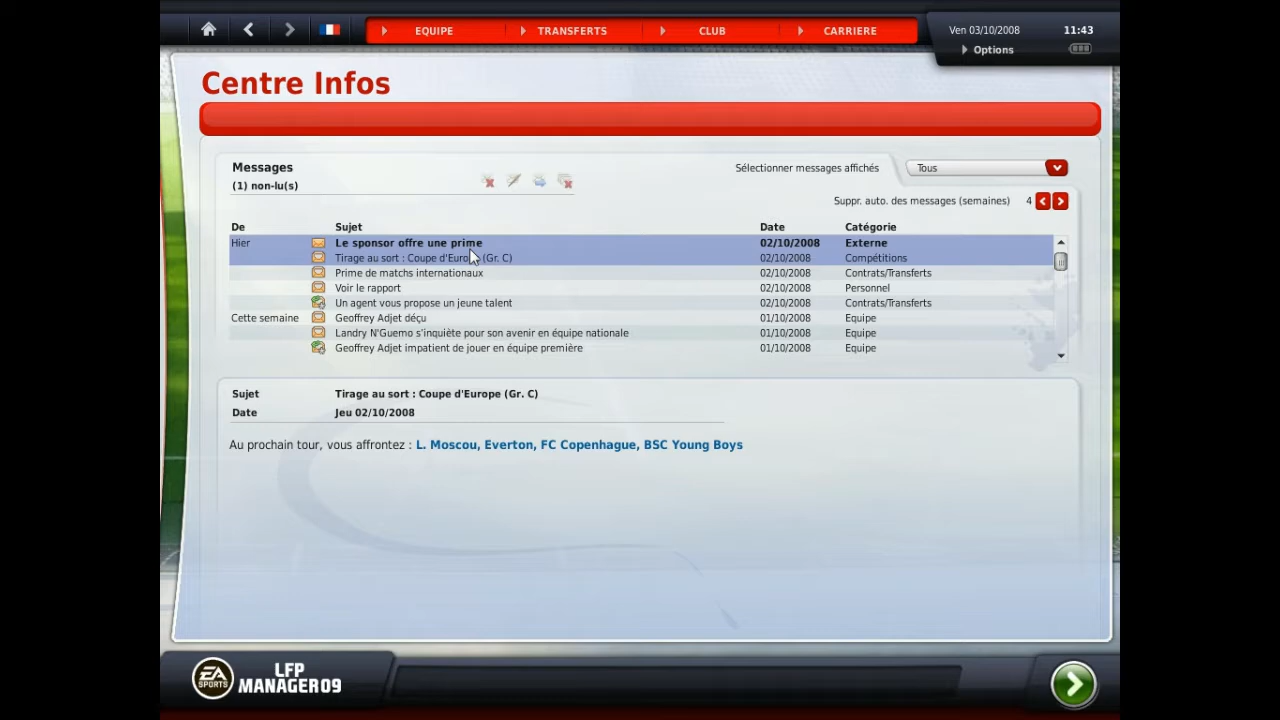 EQUIPE TRANSFERTS CLUB CARRIERE Ven 03/10/2008 11:43
Options
Centre Infos
Messages Sélectionner messages affichés Tous
(1) non-lu(s)
Suppr. auto. des messages (semaines) 4
De Sujet Date Catégorie
Hier Le sponsor offre une prime 02/10/2008 Externe
Tirage au sort : Coupe d'Europe (Gr. C) 02/10/2008 Compétitions
Prime de matchs internationaux 02/10/2008 Contrats/Transferts
Voir le rapport 02/10/2008 Personnel
Un agent vous propose un jeune talent 02/10/2008 Contrats/Transferts
Cette semaine Geoffrey Adjet déçu 01/10/2008 Equipe
Landry N'Guemo s'inquiète pour son avenir en équipe nationale 01/10/2008 Equipe
Geoffrey Adjet impatient de jouer en équipe première 01/10/2008 Equipe
Sujet Tirage au sort : Coupe d'Europe (Gr. C)
Date Jeu 02/10/2008
Au prochain tour, vous affrontez : L. Moscou, Everton, FC Copenhague, BSC Young Boys
EA SPORTS LFP MANAGER09